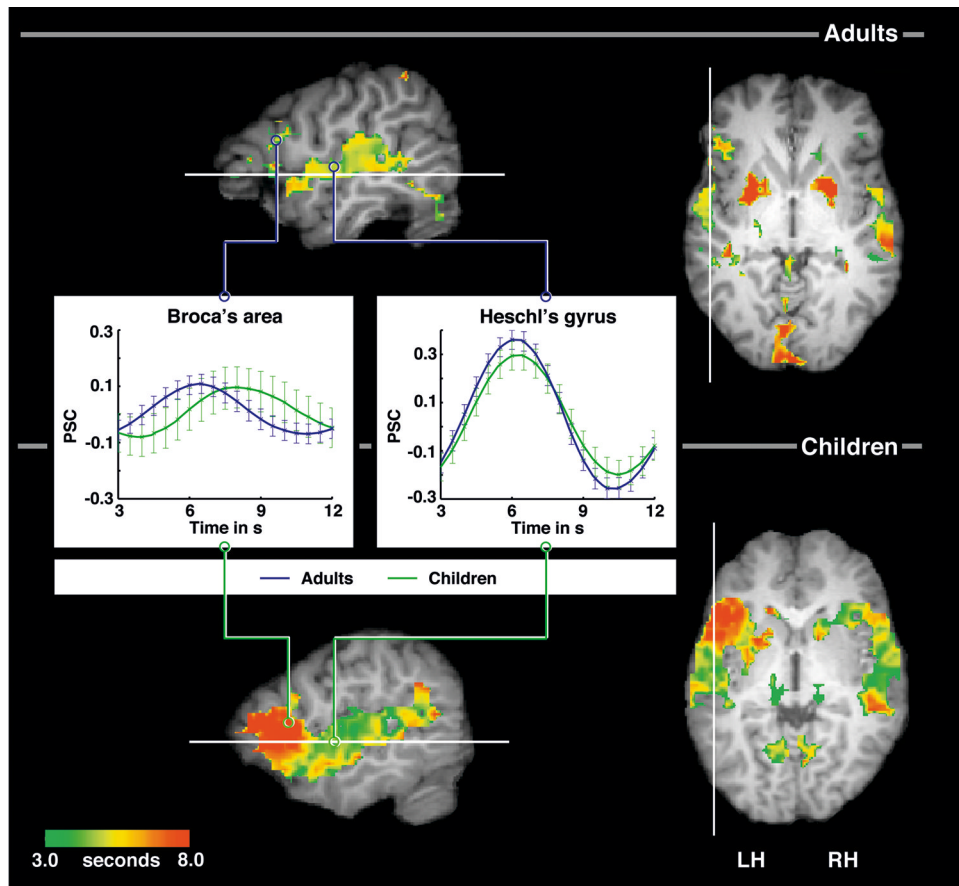 Adults
Broca's area
0.3
0.1
-0.1
-0.3
PSC
3
6
9
12
Time in s
Heschl's gyrus
0.3
0.1
-0.1
-0.3
PSC
3
6
9
12
Time in s
Children
Adults
Children
3.0 seconds 8.0
LH
RH